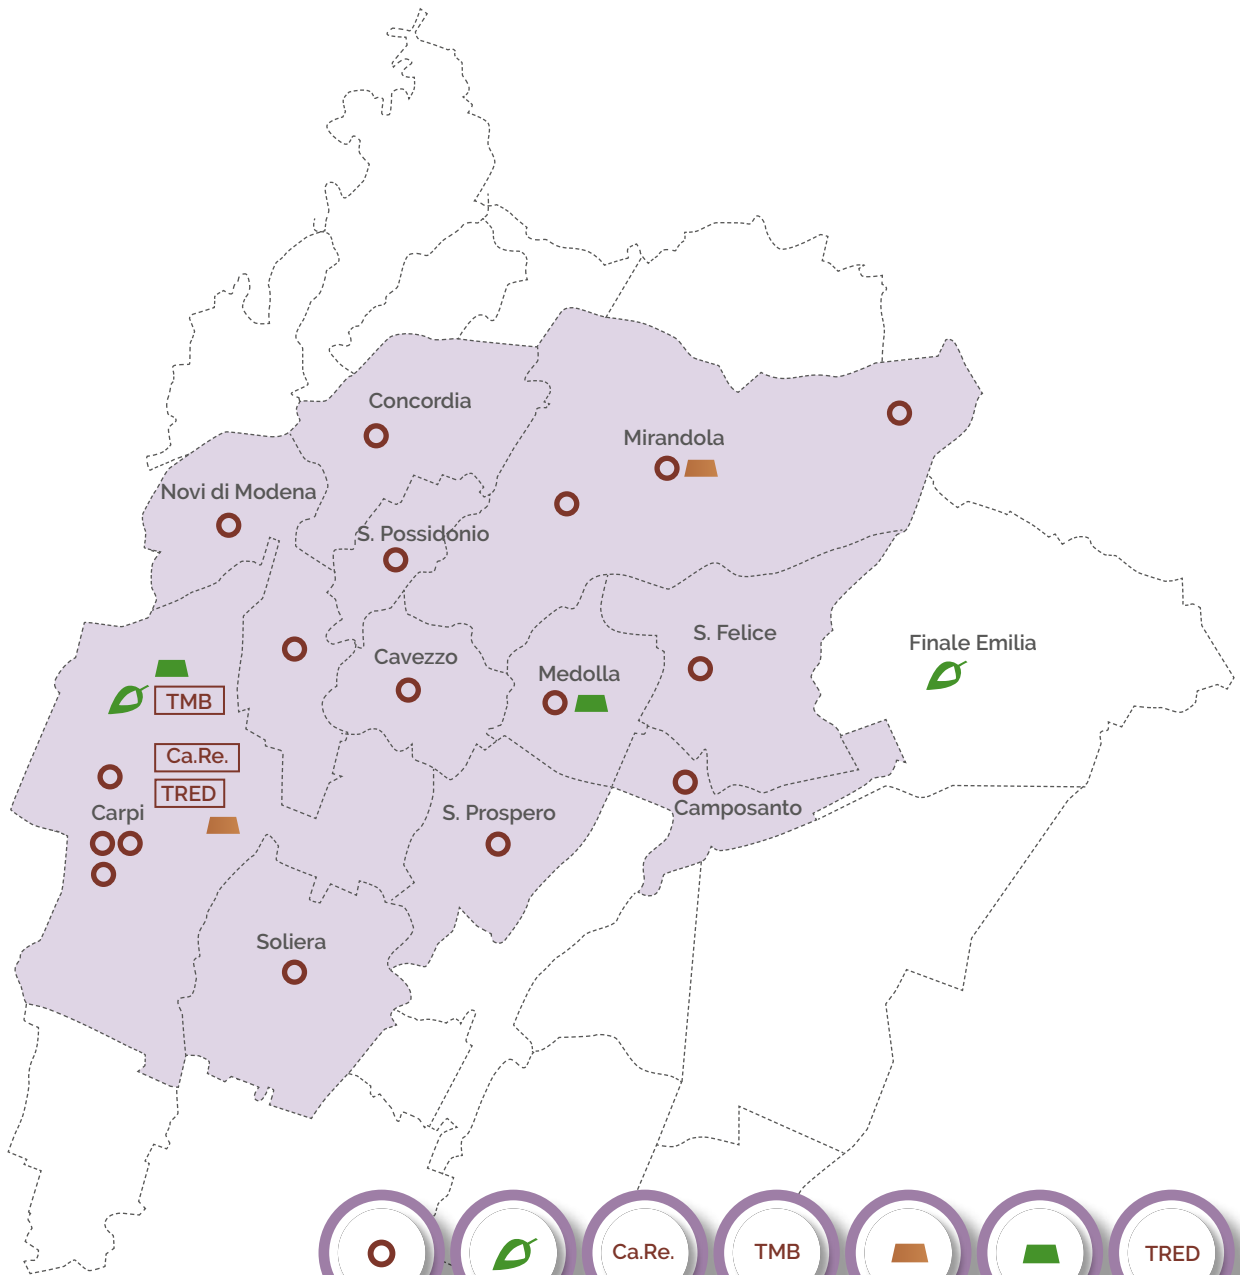 Concordia
Mirandola
Novi di Modena
S. Possidonio
S. Felice
Finale Emilia
Cavezzo
Medolla
TMB
Ca.Re.
TRED
Carpi
S. Prospero
Camposanto
Soliera
Ca.Re.
TMB
TRED